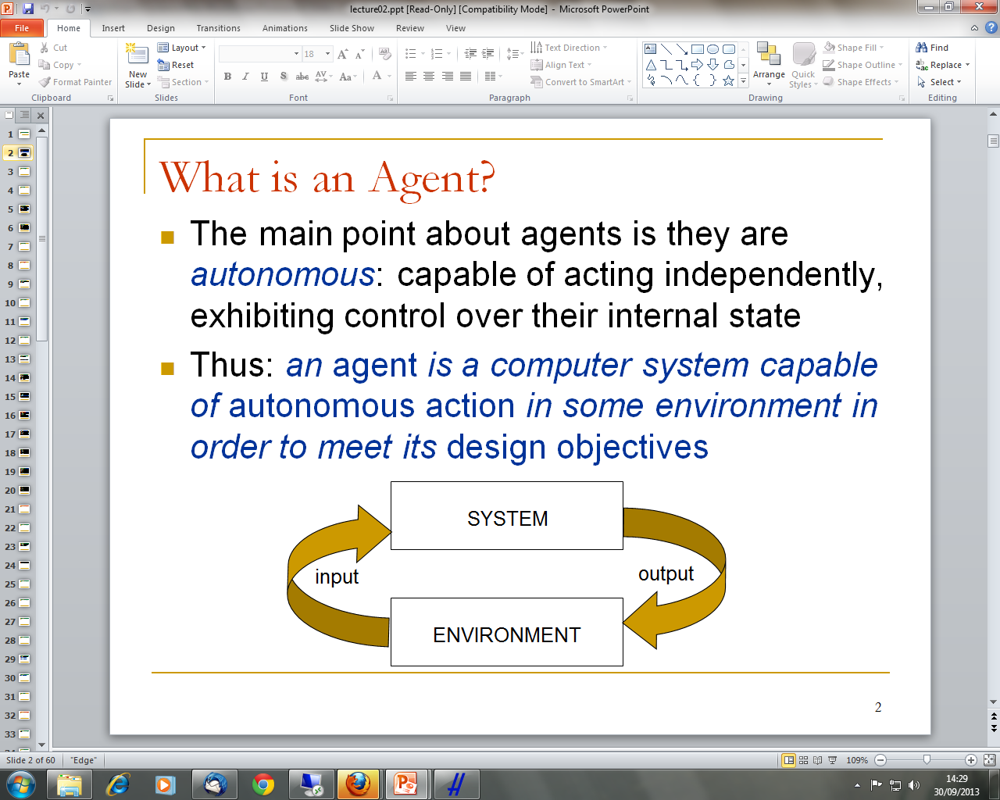 lecture02.ppt [Read-Only] [Compatibility Mode] - Microsoft PowerPoint
File Home Insert Design Transitions Animations Slide Show Review View
Paste
Cut
Copy
Format Painter
Clipboard
New
Slide
Layout
Reset
Section
Slides
18
B I U S abc AV Aa A
Font
Text Direction
Align Text
Convert to SmartArt
Paragraph
Arrange
Quick
Styles
Shape Fill
Shape Outline
Shape Effects
Drawing
Find
Replace
Select
Editing
1
2
3
4
5
6
7
8
9
10
11
12
13
14
15
16
17
18
19
20
21
22
23
24
25
26
27
28
29
30
31
32
33
What is an Agent?
The main point about agents is they are
autonomous: capable of acting independently,
exhibiting control over their internal state
Thus: an agent is a computer system capable
of autonomous action in some environment in
order to meet its design objectives
SYSTEM
input
output
ENVIRONMENT
2
Slide 2 of 60 "Edge" 109%
14:29
30/09/2013